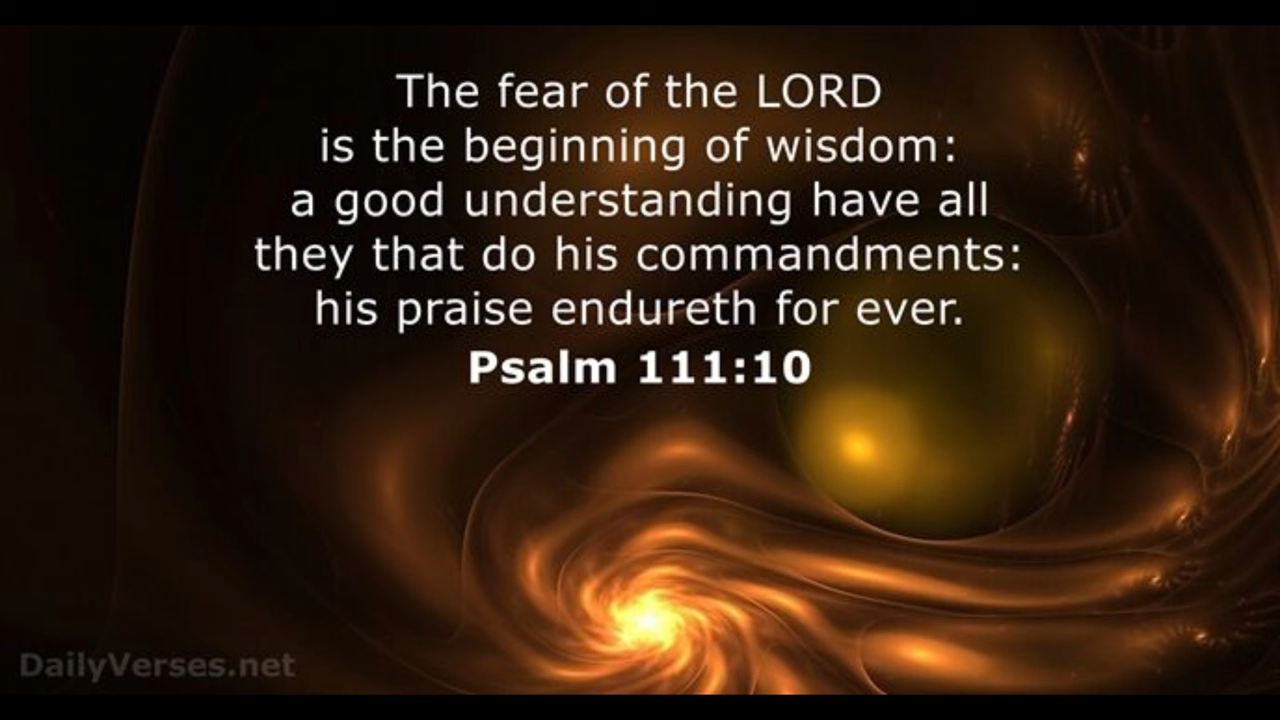 The fear of the LORD
is the beginning of wisdom:
a good understanding have all
they that do his commandments:
his praise endureth for ever.
Psalm 111:10
DailyVerses.net